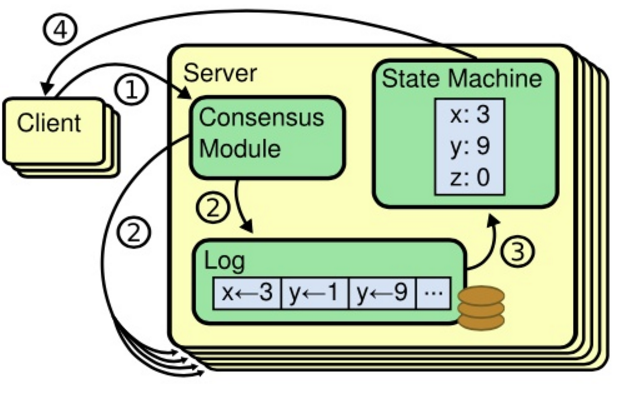 ④
①
Client
Server
Consensus
Module
State Machine
x: 3
y: 9
z: 0
②
②
③
Log
x←3 y←1 y←9 ...